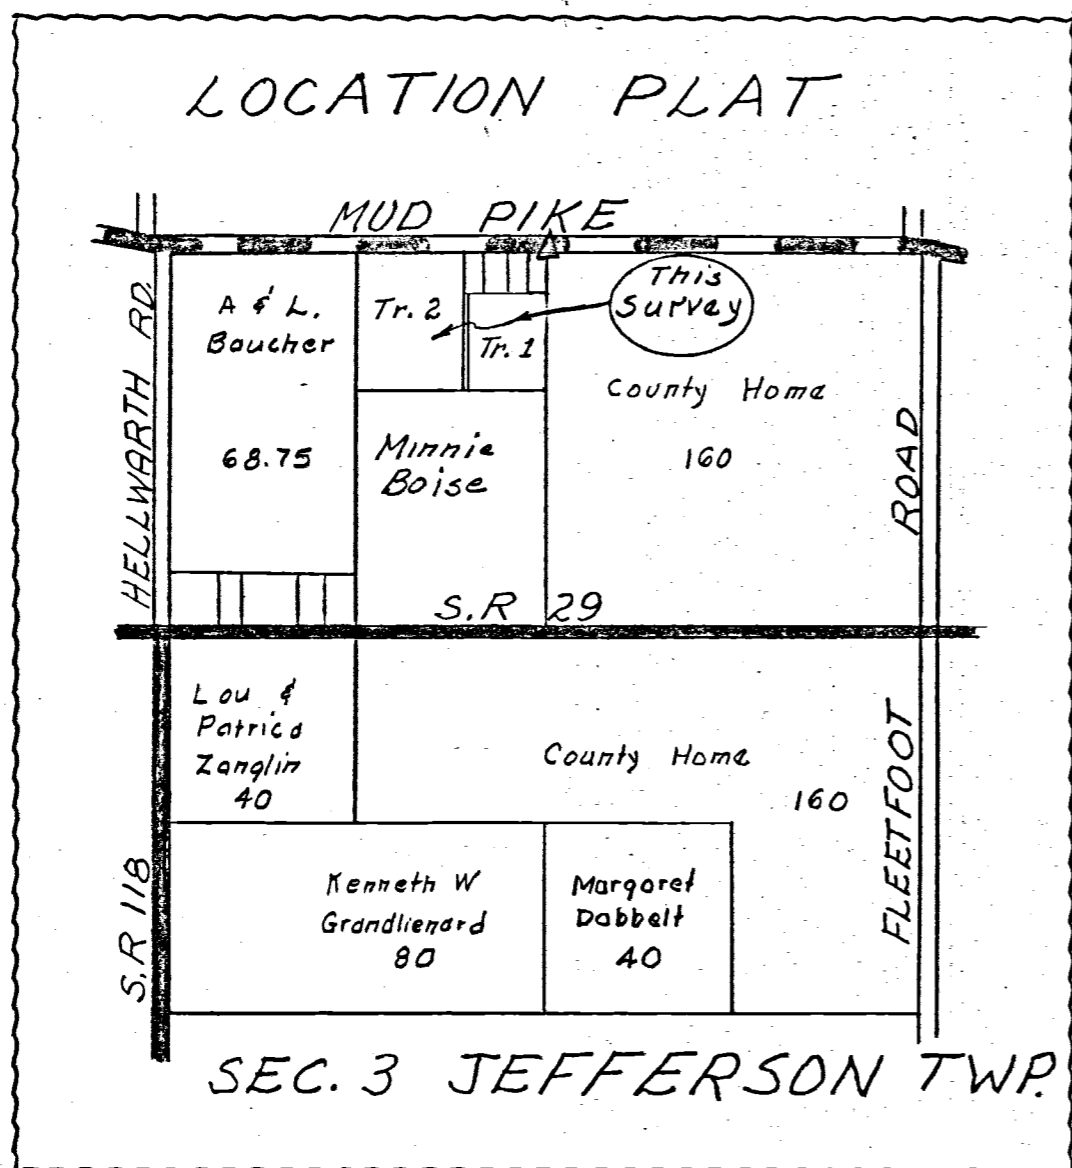 LOCATION PLAT
MUD PIKE
HELLWARTH RD.
A & L.
Boucher
68.75
Tr. 2
Tr. 1
This
Survey
County Home
160
Minnie
Boise
ROAD
S.R 29
Lou &
Patrica
Zanglin
40
County Home
160
FLEETFOOT
S.R 118
Kenneth W
Grandlienard
80
Margaret
Dabbelt
40
SEC. 3 JEFFERSON TWP.